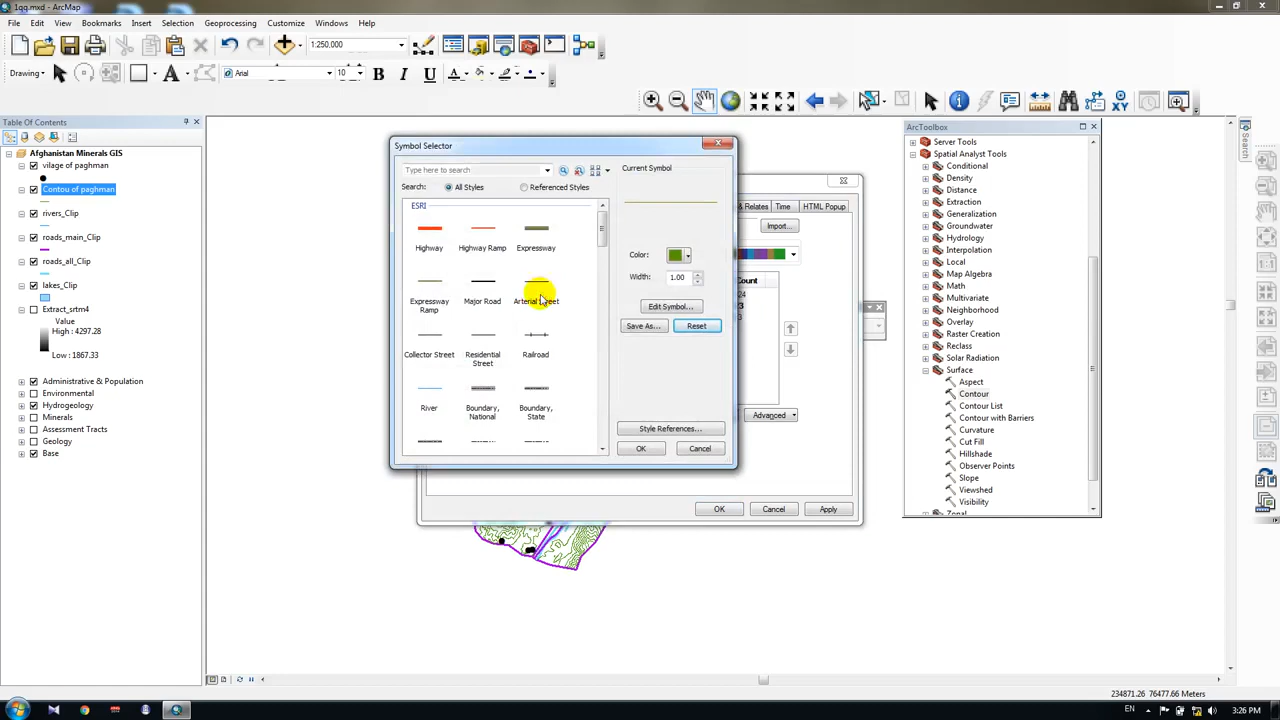 1qq.mxd - ArcMap
File Edit View Bookmarks Insert Selection Geoprocessing Customize Windows Help
1:250,000
Drawing Arial 10 B I U A
Table Of Contents
Afghanistan Minerals GIS
vilage of paghman
Contou of paghman
rivers_Clip
roads_main_Clip
roads_all_Clip
lakes_Clip
Extract_srtm4
Value
High : 4297.28
Low : 1867.33
Administrative & Population
Environmental
Hydrogeology
Minerals
Assessment Tracts
Geology
Base
Symbol Selector
Type here to search
Search: All Styles Referenced Styles
ESRI
Highway Highway Ramp Expressway
Expressway Ramp Major Road Arterial Street
Collector Street Residential Street Railroad
River Boundary, National Boundary, State
Current Symbol
Color:
Width: 1.00
Edit Symbol...
Save As... Reset
Style References...
OK Cancel
& Relates Time HTML Popup
Import...
Count
Advanced
OK Cancel Apply
ArcToolbox
Server Tools
Spatial Analyst Tools
Conditional
Density
Distance
Extraction
Generalization
Groundwater
Hydrology
Interpolation
Local
Map Algebra
Math
Multivariate
Neighborhood
Overlay
Raster Creation
Reclass
Solar Radiation
Surface
Aspect
Contour
Contour List
Contour with Barriers
Curvature
Cut Fill
Hillshade
Observer Points
Slope
Viewshed
Visibility
Zonal
Search
234871.26 76477.66 Meters
EN 3:26 PM